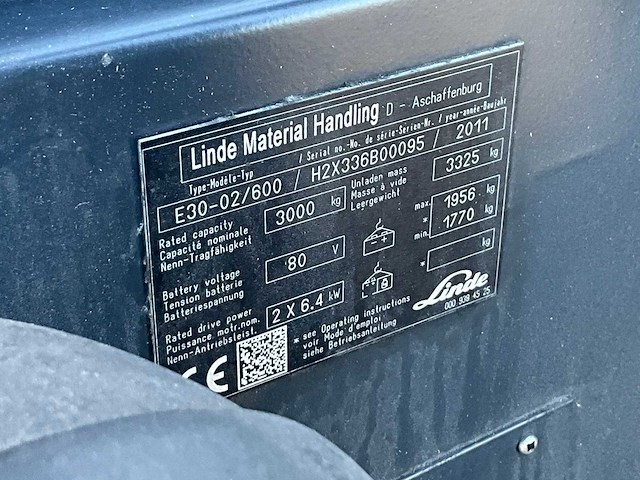 Linde Material Handling D - Aschaffenburg
Type-Modèle-Typ / Serial no.-No. de série-Serien-Nr. / year-année-Baujahr
E30-02/600 / H2X336B00095 / 2011
Rated capacity
Capacité nominale
Nenn-Tragfähigkeit
3000 kg
Unladen mass
Masse à vide
Leergewicht
3325 kg
Battery voltage
Tension batterie
Batteriespannung
80 V
max. 1956 kg
* min. 1770 kg
* kg
Rated drive power
Puissance motr.nom.
Nenn-Antriebsleist.
2 X 6.4 kW
* see Operating instructions
voir Mode d'emploi
siehe Betriebsanleitung
Linde
000 938 45 25
CE